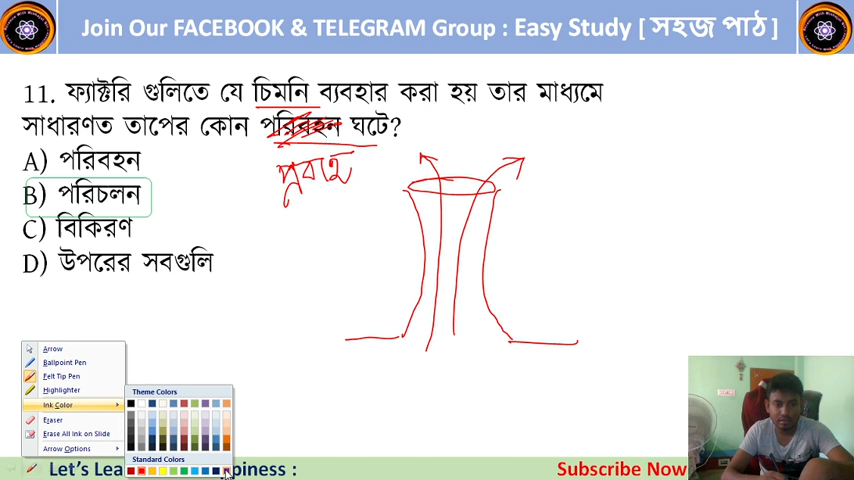 Join Our FACEBOOK & TELEGRAM Group : Easy Study [ সহজ পাঠ ]
11. ফ্যাক্টরি গুলিতে যে চিমনি ব্যবহার করা হয় তার মাধ্যমে
সাধারণত তাপের কোন পরিবহন ঘটে?
প্রবাহ
A) পরিবহন
B) পরিচলন
C) বিকিরণ
D) উপরের সবগুলি
Arrow
Ballpoint Pen
Felt Tip Pen
Highlighter
Ink Color
Eraser
Erase All Ink on Slide
Arrow Options
Theme Colors
Standard Colors
Let's Lea ppiness :
Subscribe Now